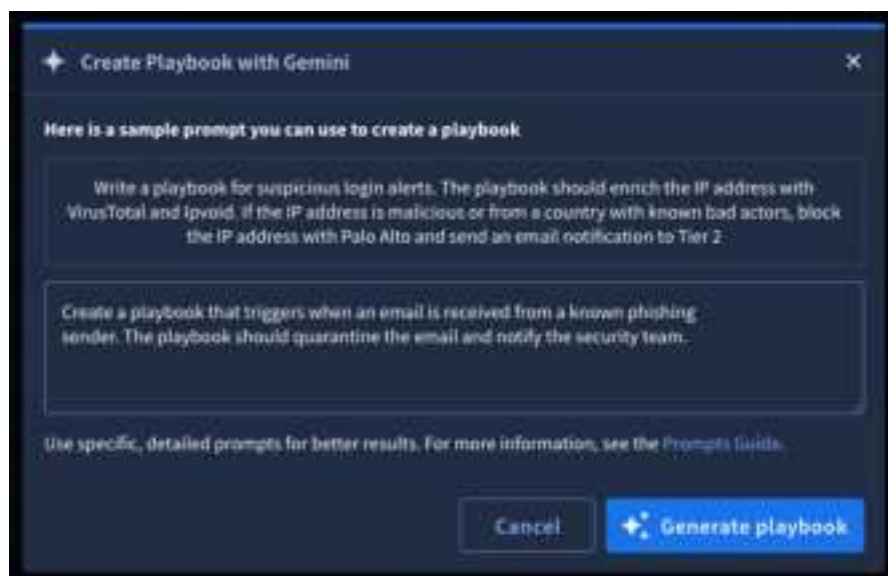 Create Playbook with Gemini
Here is a sample prompt you can use to create a playbook
Write a playbook for suspicious login alerts. The playbook should enrich the IP address with
VirusTotal and Ipvoid. If the IP address is malicious or from a country with known bad actors, block
the IP address with Palo Alto and send an email notification to Tier 2
Create a playbook that triggers when an email is received from a known phishing
sender. The playbook should quarantine the email and notify the security team.
Use specific, detailed prompts for better results. For more information, see the Prompts Guide.
Cancel
Generate playbook